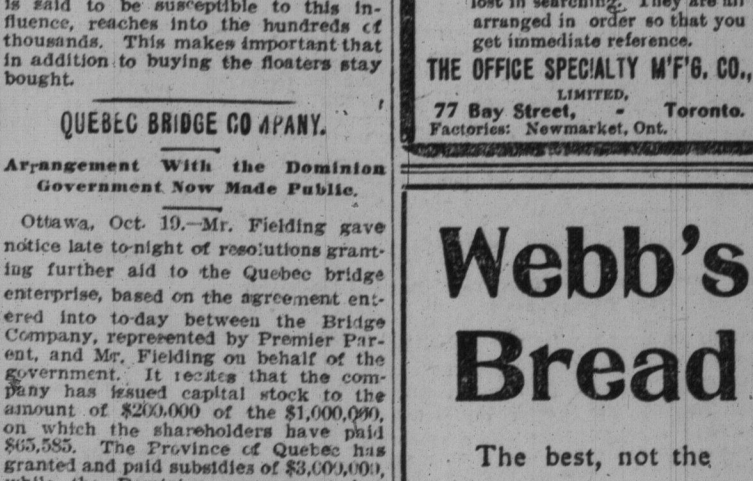 is said to be susceptible to this in-
fluence, reaches into the hundreds of
thousands. This makes important that
in addition to buying the floaters stay
bought.
QUEBEC BRIDGE COMPANY.
Arrangement With the Dominion
Government Now Made Public.
Ottawa, Oct. 19.—Mr. Fielding gave
notice late to-night of resolutions grant-
ing further aid to the Quebec bridge
enterprise, based on the agreement ent-
ered into to-day between the Bridge
Company, represented by Premier Par-
ent, and Mr. Fielding on behalf of the
government. It recites that the com-
pany has issued capital stock to the
amount of $200,000 of the $1,000,000,
on which the shareholders have paid
$65,585. The Province of Quebec has
granted and paid subsidies of $3,000,000,
lost in searching. They are all
arranged in order so that you
get immediate reference.
THE OFFICE SPECIALTY M'F'G. CO.,
LIMITED,
77 Bay Street, - Toronto.
Factories: Newmarket, Ont.
Webb's
Bread
The best, not the